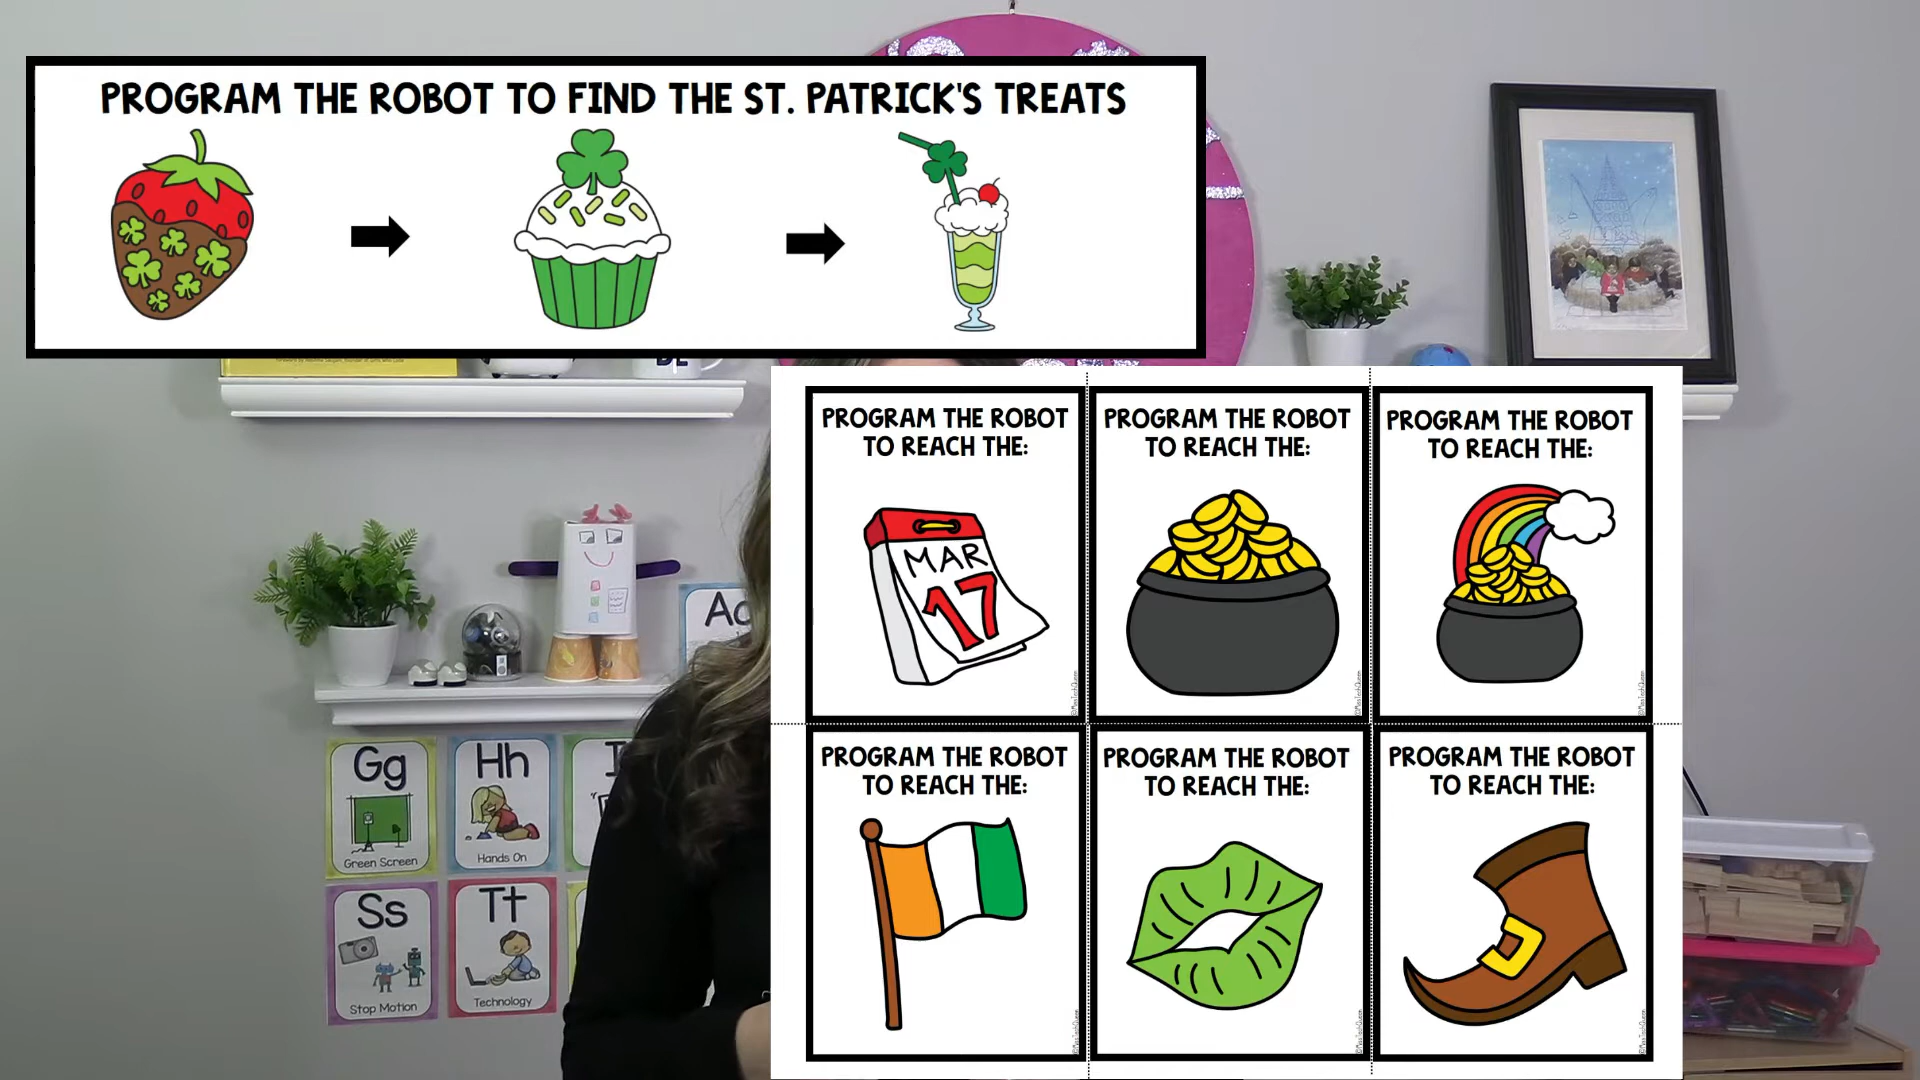 PROGRAM THE ROBOT TO FIND THE ST. PATRICK'S TREATS
PROGRAM THE ROBOT
TO REACH THE:
MAR
17
PROGRAM THE ROBOT
TO REACH THE:
PROGRAM THE ROBOT
TO REACH THE:
PROGRAM THE ROBOT
TO REACH THE:
PROGRAM THE ROBOT
TO REACH THE:
PROGRAM THE ROBOT
TO REACH THE:
Gg
Green Screen
Hh
Hands On
Ss
Stop Motion
Tt
Technology